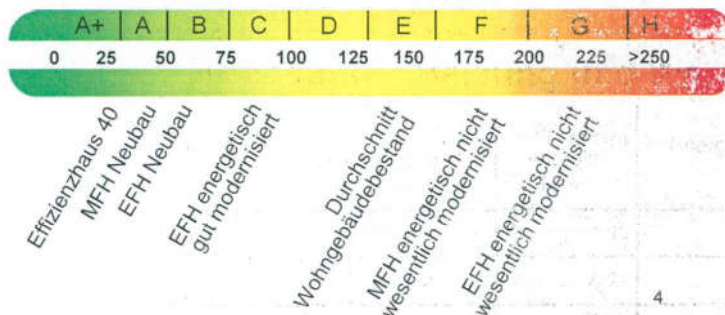 A+ A B C D E F G H
0 25 50 75 100 125 150 175 200 225 >250
Effizienzhaus 40
MFH Neubau
EFH Neubau
EFH energetisch
gut modernisiert
Durchschnitt
Wohngebäudebestand
MFH energetisch nicht
wesentlich modernisiert
EFH energetisch nicht
wesentlich modernisiert
4